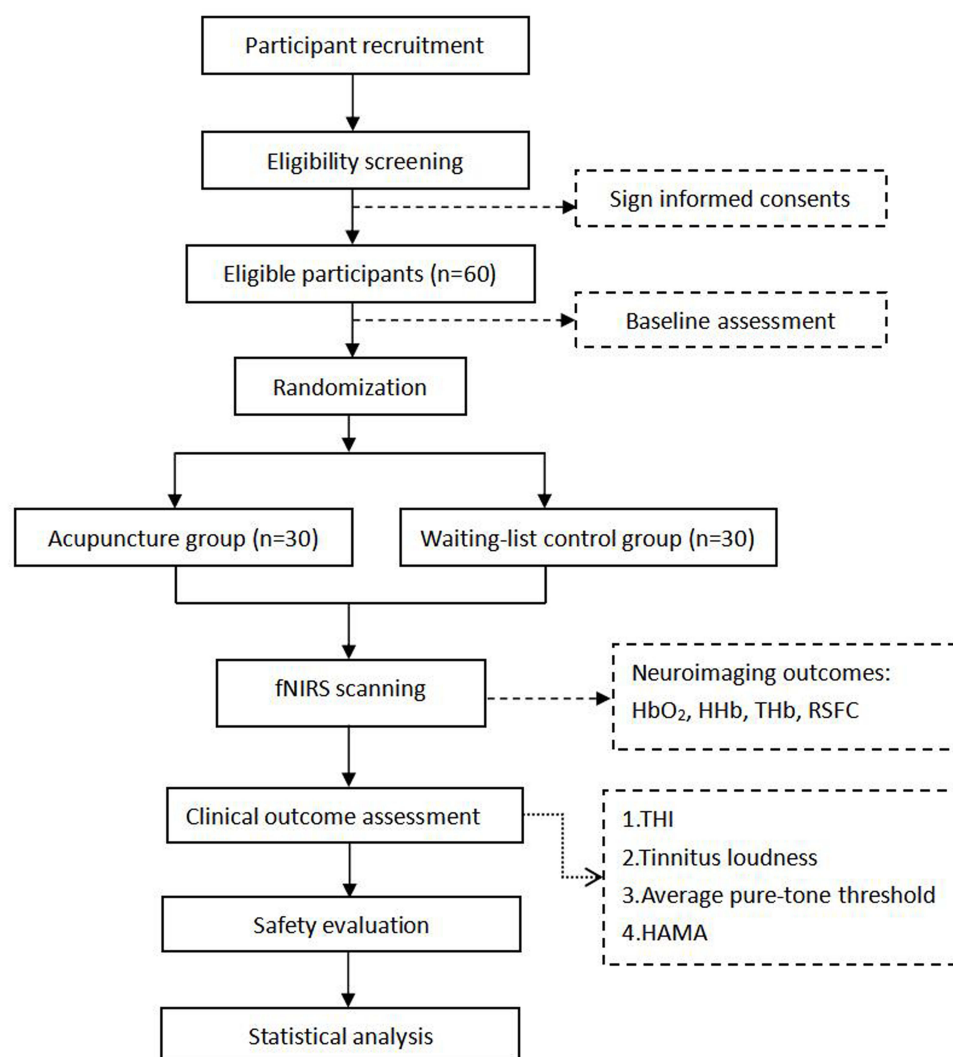 Participant recruitment
Eligibility screening
Sign informed consents
Eligible participants (n=60)
Baseline assessment
Randomization
Acupuncture group (n=30)
Waiting-list control group (n=30)
fNIRS scanning
Neuroimaging outcomes:
HbO₂, HHb, THb, RSFC
Clinical outcome assessment
1.THI
2.Tinnitus loudness
3.Average pure-tone threshold
4.HAMA
Safety evaluation
Statistical analysis